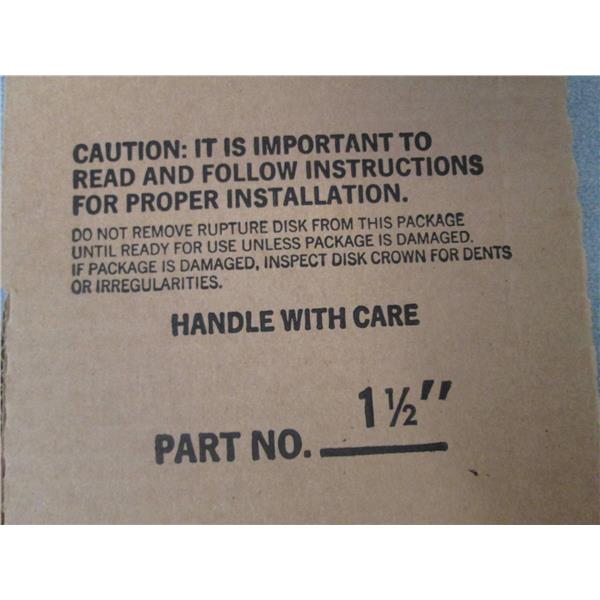 CAUTION: IT IS IMPORTANT TO
READ AND FOLLOW INSTRUCTIONS
FOR PROPER INSTALLATION.
DO NOT REMOVE RUPTURE DISK FROM THIS PACKAGE
UNTIL READY FOR USE UNLESS PACKAGE IS DAMAGED.
IF PACKAGE IS DAMAGED, INSPECT DISK CROWN FOR DENTS
OR IRREGULARITIES.
HANDLE WITH CARE
1½"
PART NO.